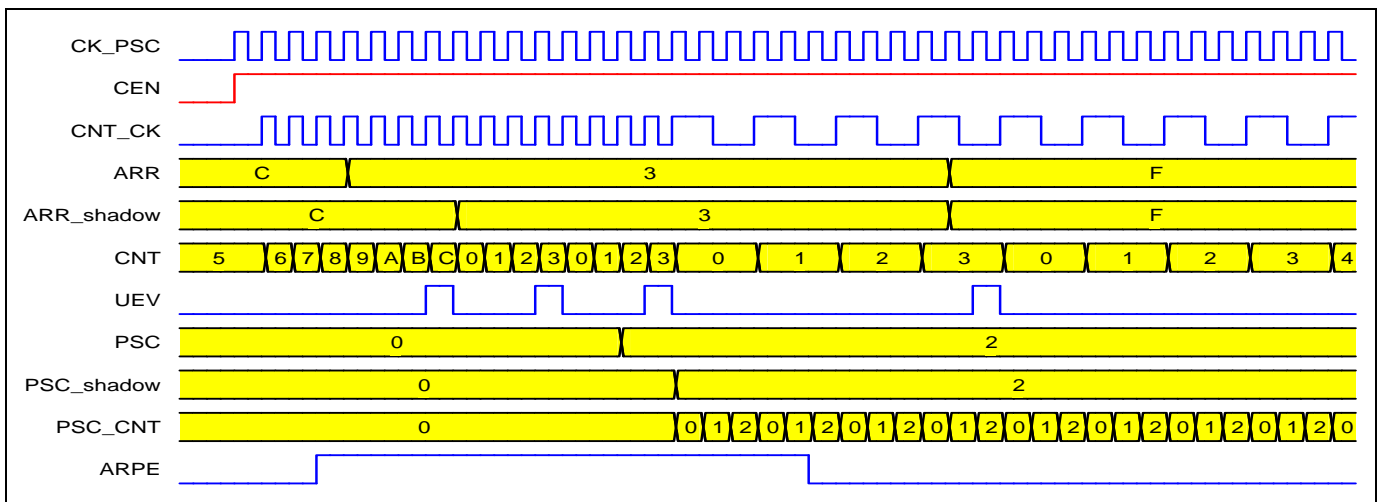 CK_PSC
CEN
CNT_CK
ARR C 3 F
ARR_shadow C 3 F
CNT 5 6 7 8 9 A B C 0 1 2 3 0 1 2 3 0 1 2 3 0 1 2 3 4
UEV
PSC 0 2
PSC_shadow 0 2
PSC_CNT 0 0 1 2 0 1 2 0 1 2 0 1 2 0 1 2 0 1 2 0 1 2 0 1 2 0
ARPE